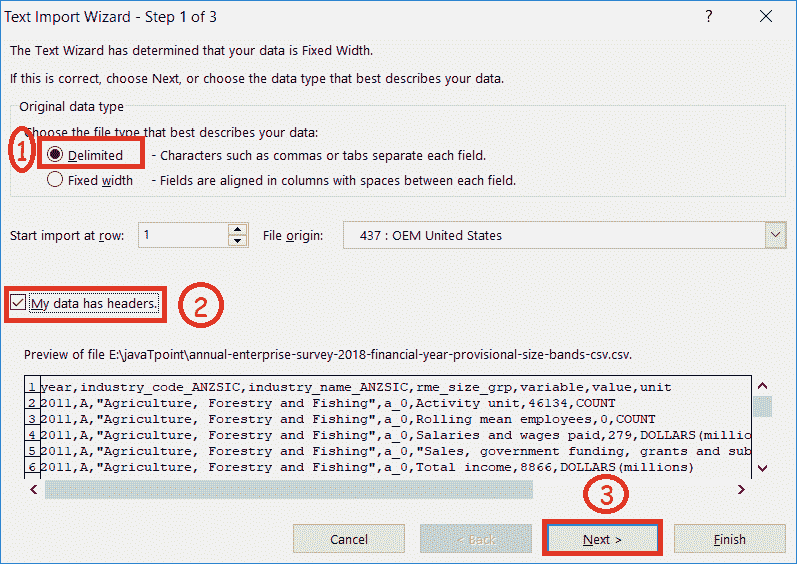 Text Import Wizard - Step 1 of 3 ?
The Text Wizard has determined that your data is Fixed Width.
If this is correct, choose Next, or choose the data type that best describes your data.
Original data type
Choose the file type that best describes your data:
1 Delimited - Characters such as commas or tabs separate each field.
Fixed width - Fields are aligned in columns with spaces between each field.
Start import at row: 1 File origin: 437 : OEM United States
My data has headers. 2
Preview of file E:\javaTpoint\annual-enterprise-survey-2018-financial-year-provisional-size-bands-csv.csv.
1 year,industry_code_ANZSIC,industry_name_ANZSIC,rme_size_grp,variable,value,unit
2 2011,A,"Agriculture, Forestry and Fishing",a_0,Activity unit,46134,COUNT
3 2011,A,"Agriculture, Forestry and Fishing",a_0,Rolling mean employees,0,COUNT
4 2011,A,"Agriculture, Forestry and Fishing",a_0,Salaries and wages paid,279,DOLLARS(millio
5 2011,A,"Agriculture, Forestry and Fishing",a_0,"Sales, government funding, grants and sub
6 2011,A,"Agriculture, Forestry and Fishing",a_0,Total income,8866,DOLLARS(millions)
3
Cancel < Back Next > Finish